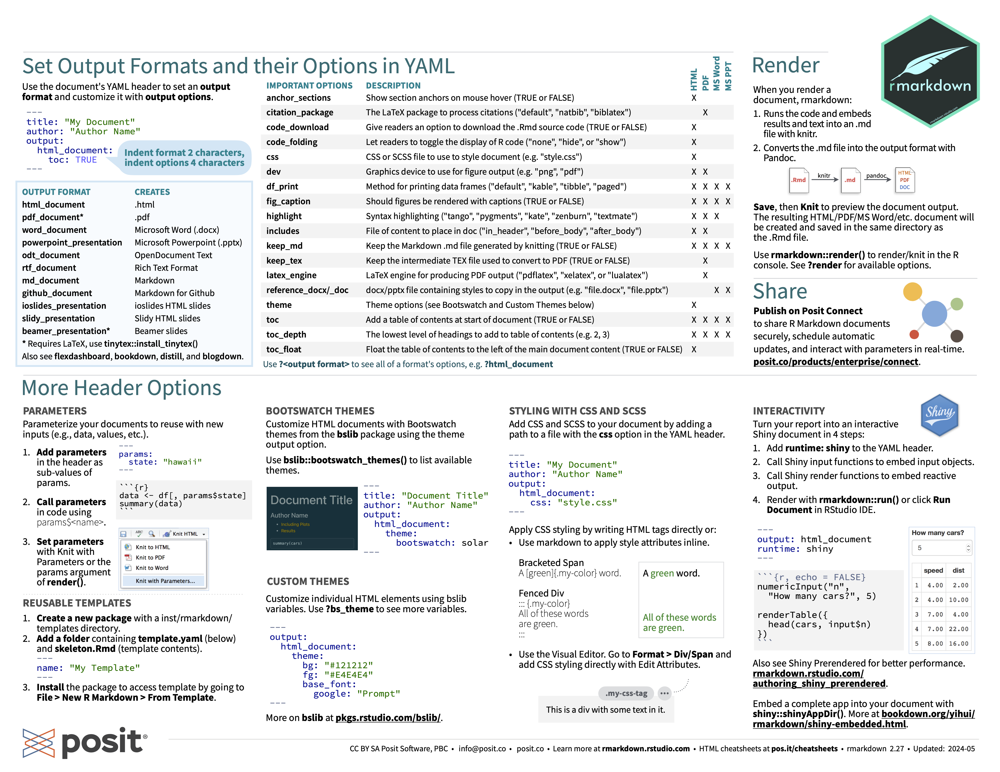 Set Output Formats and their Options in YAML
Use the document's YAML header to set an output
format and customize it with output options.
---
title: "My Document"
author: "Author Name"
output:
  html_document:
    toc: TRUE
---
Indent format 2 characters,
indent options 4 characters
OUTPUT FORMAT CREATES
html_document .html
pdf_document* .pdf
word_document Microsoft Word (.docx)
powerpoint_presentation Microsoft Powerpoint (.pptx)
odt_document OpenDocument Text
rtf_document Rich Text Format
md_document Markdown
github_document Markdown for Github
ioslides_presentation ioslides HTML slides
slidy_presentation Slidy HTML slides
beamer_presentation* Beamer slides
* Requires LaTeX, use tinytex::install_tinytex()
Also see flexdashboard, bookdown, distill, and blogdown.
IMPORTANT OPTIONS DESCRIPTION HTML PDF MS Word MS PPT
anchor_sections Show section anchors on mouse hover (TRUE or FALSE) X
citation_package The LaTeX package to process citations ("default", "natbib", "biblatex") X
code_download Give readers an option to download the .Rmd source code (TRUE or FALSE) X
code_folding Let readers to toggle the display of R code ("none", "hide", or "show") X
css CSS or SCSS file to use to style document (e.g. "style.css") X
dev Graphics device to use for figure output (e.g. "png", "pdf") X X
df_print Method for printing data frames ("default", "kable", "tibble", "paged") X X X X
fig_caption Should figures be rendered with captions (TRUE or FALSE) X X X X
highlight Syntax highlighting ("tango", "pygments", "kate", "zenburn", "textmate") X X X
includes File of content to place in doc ("in_header", "before_body", "after_body") X X
keep_md Keep the Markdown .md file generated by knitting (TRUE or FALSE) X X X X
keep_tex Keep the intermediate TEX file used to convert to PDF (TRUE or FALSE) X
latex_engine LaTeX engine for producing PDF output ("pdflatex", "xelatex", or "lualatex") X
reference_docx/_doc docx/pptx file containing styles to copy in the output (e.g. "file.docx", "file.pptx") X X
theme Theme options (see Bootswatch and Custom Themes below) X
toc Add a table of contents at start of document (TRUE or FALSE) X X X X
toc_depth The lowest level of headings to add to table of contents (e.g. 2, 3) X X X X
toc_float Float the table of contents to the left of the main document content (TRUE or FALSE) X
Use ?<output format> to see all of a format's options, e.g. ?html_document
Render
rmarkdown
rmarkdown.rstudio.com
When you render a
document, rmarkdown:
1. Runs the code and embeds
results and text into an .md
file with knitr.
2. Converts the .md file into the output format with
Pandoc.
.Rmd knitr .md pandoc HTML
PDF
DOC
Save, then Knit to preview the document output.
The resulting HTML/PDF/MS Word/etc. document will
be created and saved in the same directory as
the .Rmd file.
Use rmarkdown::render() to render/knit in the R
console. See ?render for available options.
Share
Publish on Posit Connect
to share R Markdown documents
securely, schedule automatic
updates, and interact with parameters in real-time.
posit.co/products/enterprise/connect.
More Header Options
PARAMETERS
Parameterize your documents to reuse with new
inputs (e.g., data, values, etc.).
1. Add parameters
in the header as
sub-values of
params.
---
params:
  state: "hawaii"
---
2. Call parameters
in code using
params$<name>.
```{r}
data <- df[, params$state]
summary(data)
```
3. Set parameters
with Knit with
Parameters or the
params argument
of render().
ABC Knit HTML
Knit to HTML
Knit to PDF
Knit to Word
Knit with Parameters...
REUSABLE TEMPLATES
1. Create a new package with a inst/rmarkdown/
templates directory.
2. Add a folder containing template.yaml (below)
and skeleton.Rmd (template contents).
---
name: "My Template"
---
3. Install the package to access template by going to
File > New R Markdown > From Template.
BOOTSWATCH THEMES
Customize HTML documents with Bootswatch
themes from the bslib package using the theme
output option.
Use bslib::bootswatch_themes() to list available
themes.
Document Title
Author Name
• Including Plots
• Results
summary(cars)
---
title: "Document Title"
author: "Author Name"
output:
  html_document:
    theme:
      bootswatch: solar
---
CUSTOM THEMES
Customize individual HTML elements using bslib
variables. Use ?bs_theme to see more variables.
---
output:
  html_document:
    theme:
      bg: "#121212"
      fg: "#E4E4E4"
      base_font:
        google: "Prompt"
---
More on bslib at pkgs.rstudio.com/bslib/.
STYLING WITH CSS AND SCSS
Add CSS and SCSS to your document by adding a
path to a file with the css option in the YAML header.
---
title: "My Document"
author: "Author Name"
output:
  html_document:
    css: "style.css"
---
Apply CSS styling by writing HTML tags directly or:
• Use markdown to apply style attributes inline.
Bracketed Span
A [green]{.my-color} word.
A green word.
Fenced Div
::: {.my-color}
All of these words
are green.
:::
All of these words
are green.
• Use the Visual Editor. Go to Format > Div/Span and
add CSS styling directly with Edit Attributes.
.my-css-tag •••
This is a div with some text in it.
INTERACTIVITY
Shiny
Turn your report into an interactive
Shiny document in 4 steps:
1. Add runtime: shiny to the YAML header.
2. Call Shiny input functions to embed input objects.
3. Call Shiny render functions to embed reactive
output.
4. Render with rmarkdown::run() or click Run
Document in RStudio IDE.
---
output: html_document
runtime: shiny
---
```{r, echo = FALSE}
numericInput("n",
  "How many cars?", 5)

renderTable({
  head(cars, input$n)
})
```
How many cars?
5
speed dist
1 4.00 2.00
2 4.00 10.00
3 7.00 4.00
4 7.00 22.00
5 8.00 16.00
Also see Shiny Prerendered for better performance.
rmarkdown.rstudio.com/
authoring_shiny_prerendered.
Embed a complete app into your document with
shiny::shinyAppDir(). More at bookdown.org/yihui/
rmarkdown/shiny-embedded.html.
posit®
CC BY SA Posit Software, PBC • info@posit.co • posit.co • Learn more at rmarkdown.rstudio.com • HTML cheatsheets at pos.it/cheatsheets • rmarkdown 2.27 • Updated: 2024-05